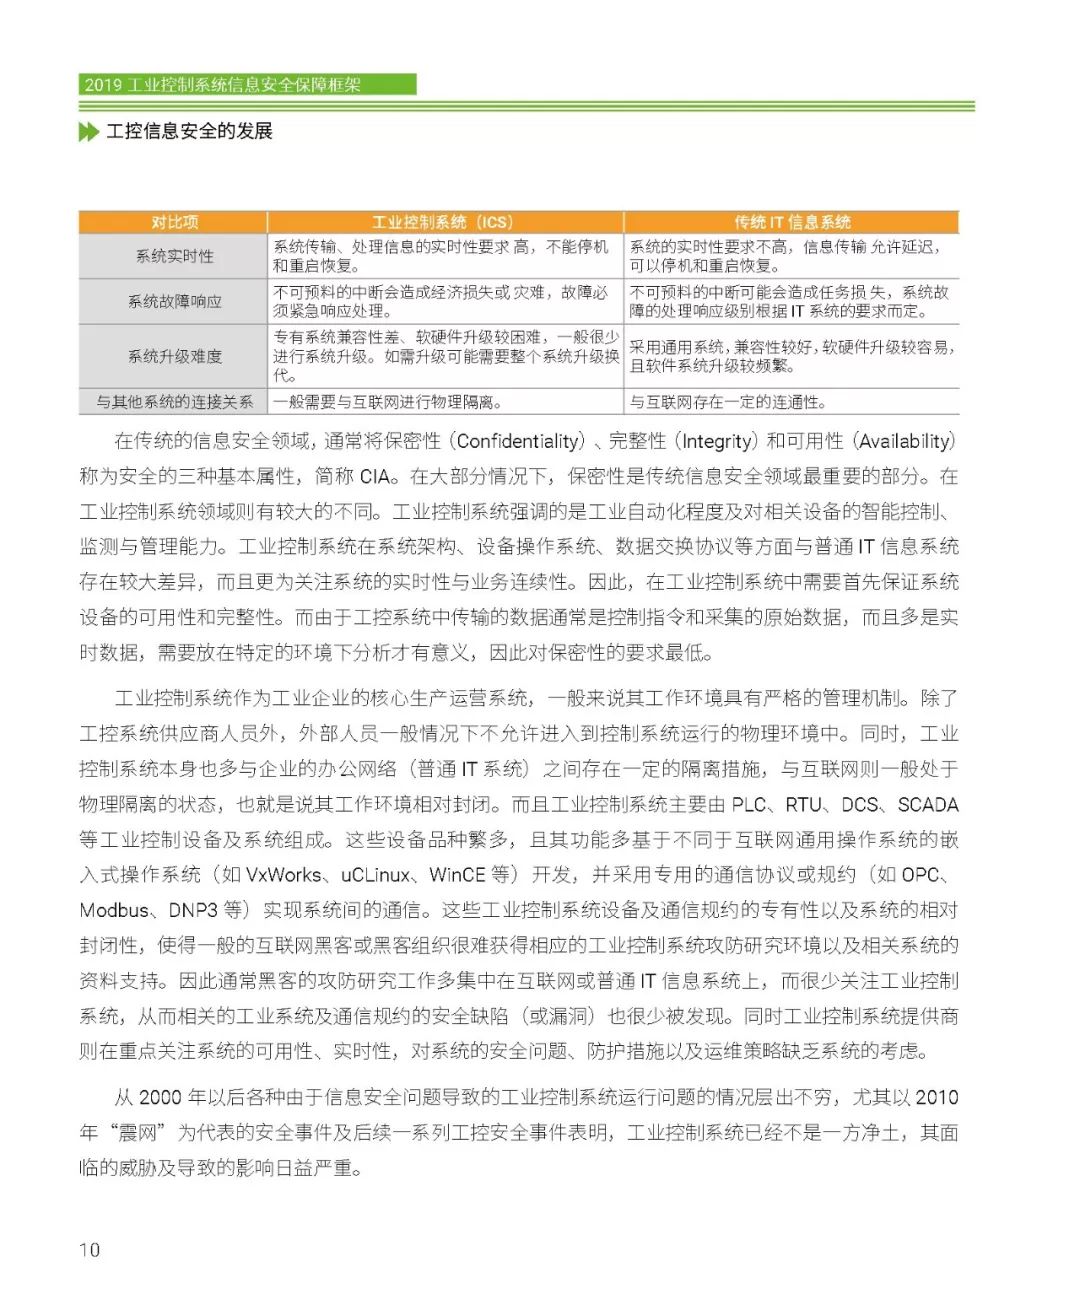 2019 工业控制系统信息安全保障框架
工控信息安全的发展
对比项 工业控制系统（ICS） 传统 IT 信息系统
系统实时性 系统传输、处理信息的实时性要求 高，不能停机和重启恢复。 系统的实时性要求不高，信息传输 允许延迟，可以停机和重启恢复。
系统故障响应 不可预料的中断会造成经济损失或 灾难，故障必须紧急响应处理。 不可预料的中断可能会造成任务损 失，系统故障的处理响应级别根据 IT 系统的要求而定。
系统升级难度 专有系统兼容性差、软硬件升级较困难，一般很少进行系统升级。如需升级可能需要整个系统升级换代。 采用通用系统，兼容性较好，软硬件升级较容易，且软件系统升级较频繁。
与其他系统的连接关系 一般需要与互联网进行物理隔离。 与互联网存在一定的连通性。
在传统的信息安全领域，通常将保密性（Confidentiality）、完整性（Integrity）和可用性（Availability）
称为安全的三种基本属性，简称 CIA。在大部分情况下，保密性是传统信息安全领域最重要的部分。在
工业控制系统领域则有较大的不同。工业控制系统强调的是工业自动化程度及对相关设备的智能控制、
监测与管理能力。工业控制系统在系统架构、设备操作系统、数据交换协议等方面与普通 IT 信息系统
存在较大差异，而且更为关注系统的实时性与业务连续性。因此，在工业控制系统中需要首先保证系统
设备的可用性和完整性。而由于工控系统中传输的数据通常是控制指令和采集的原始数据，而且多是实
时数据，需要放在特定的环境下分析才有意义，因此对保密性的要求最低。
工业控制系统作为工业企业的核心生产运营系统，一般来说其工作环境具有严格的管理机制。除了
工控系统供应商人员外，外部人员一般情况下不允许进入到控制系统运行的物理环境中。同时，工业
控制系统本身也多与企业的办公网络（普通 IT 系统）之间存在一定的隔离措施，与互联网则一般处于
物理隔离的状态，也就是说其工作环境相对封闭。而且工业控制系统主要由 PLC、RTU、DCS、SCADA
等工业控制设备及系统组成。这些设备品种繁多，且其功能多基于不同于互联网通用操作系统的嵌
入式操作系统（如 VxWorks、uCLinux、WinCE 等）开发，并采用专用的通信协议或规约（如 OPC、
Modbus、DNP3 等）实现系统间的通信。这些工业控制系统设备及通信规约的专有性以及系统的相对
封闭性，使得一般的互联网黑客或黑客组织很难获得相应的工业控制系统攻防研究环境以及相关系统的
资料支持。因此通常黑客的攻防研究工作多集中在互联网或普通 IT 信息系统上，而很少关注工业控制
系统，从而相关的工业系统及通信规约的安全缺陷（或漏洞）也很少被发现。同时工业控制系统提供商
则在重点关注系统的可用性、实时性，对系统的安全问题、防护措施以及运维策略缺乏系统的考虑。
从 2000 年以后各种由于信息安全问题导致的工业控制系统运行问题的情况层出不穷，尤其以 2010
年“震网”为代表的安全事件及后续一系列工控安全事件表明，工业控制系统已经不是一方净土，其面
临的威胁及导致的影响日益严重。
10